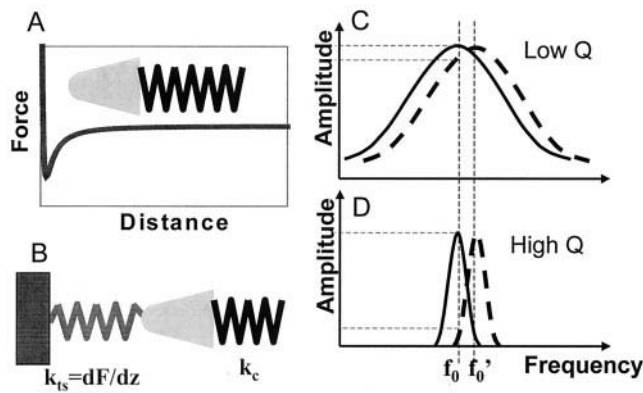 A
Force
Distance
B
k_ts=dF/dz
k_c
C
Amplitude
Low Q
D
Amplitude
High Q
f_0 f_0' Frequency